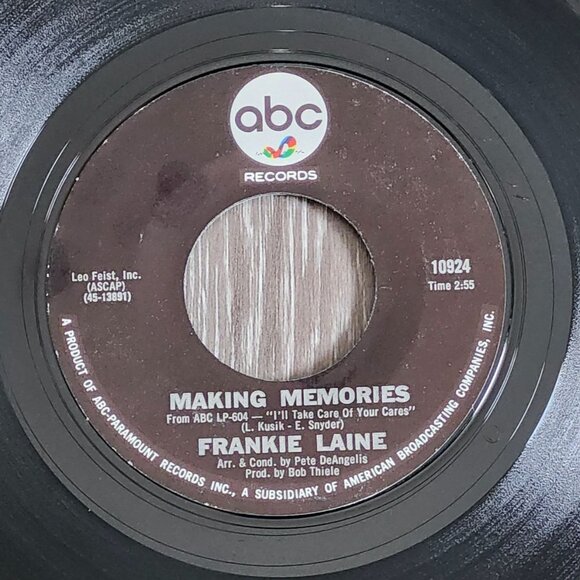 abc
RECORDS
Leo Feist, Inc.
(ASCAP)
(45-13891)
10924
Time 2:55
MAKING MEMORIES
From ABC LP-604 — "I'll Take Care Of Your Cares"
(L. Kusik - E. Snyder)
FRANKIE LAINE
Arr. & Cond. by Pete DeAngelis
Prod. by Bob Thiele
A PRODUCT OF ABC-PARAMOUNT RECORDS INC., A SUBSIDIARY OF AMERICAN BROADCASTING COMPANIES, INC.